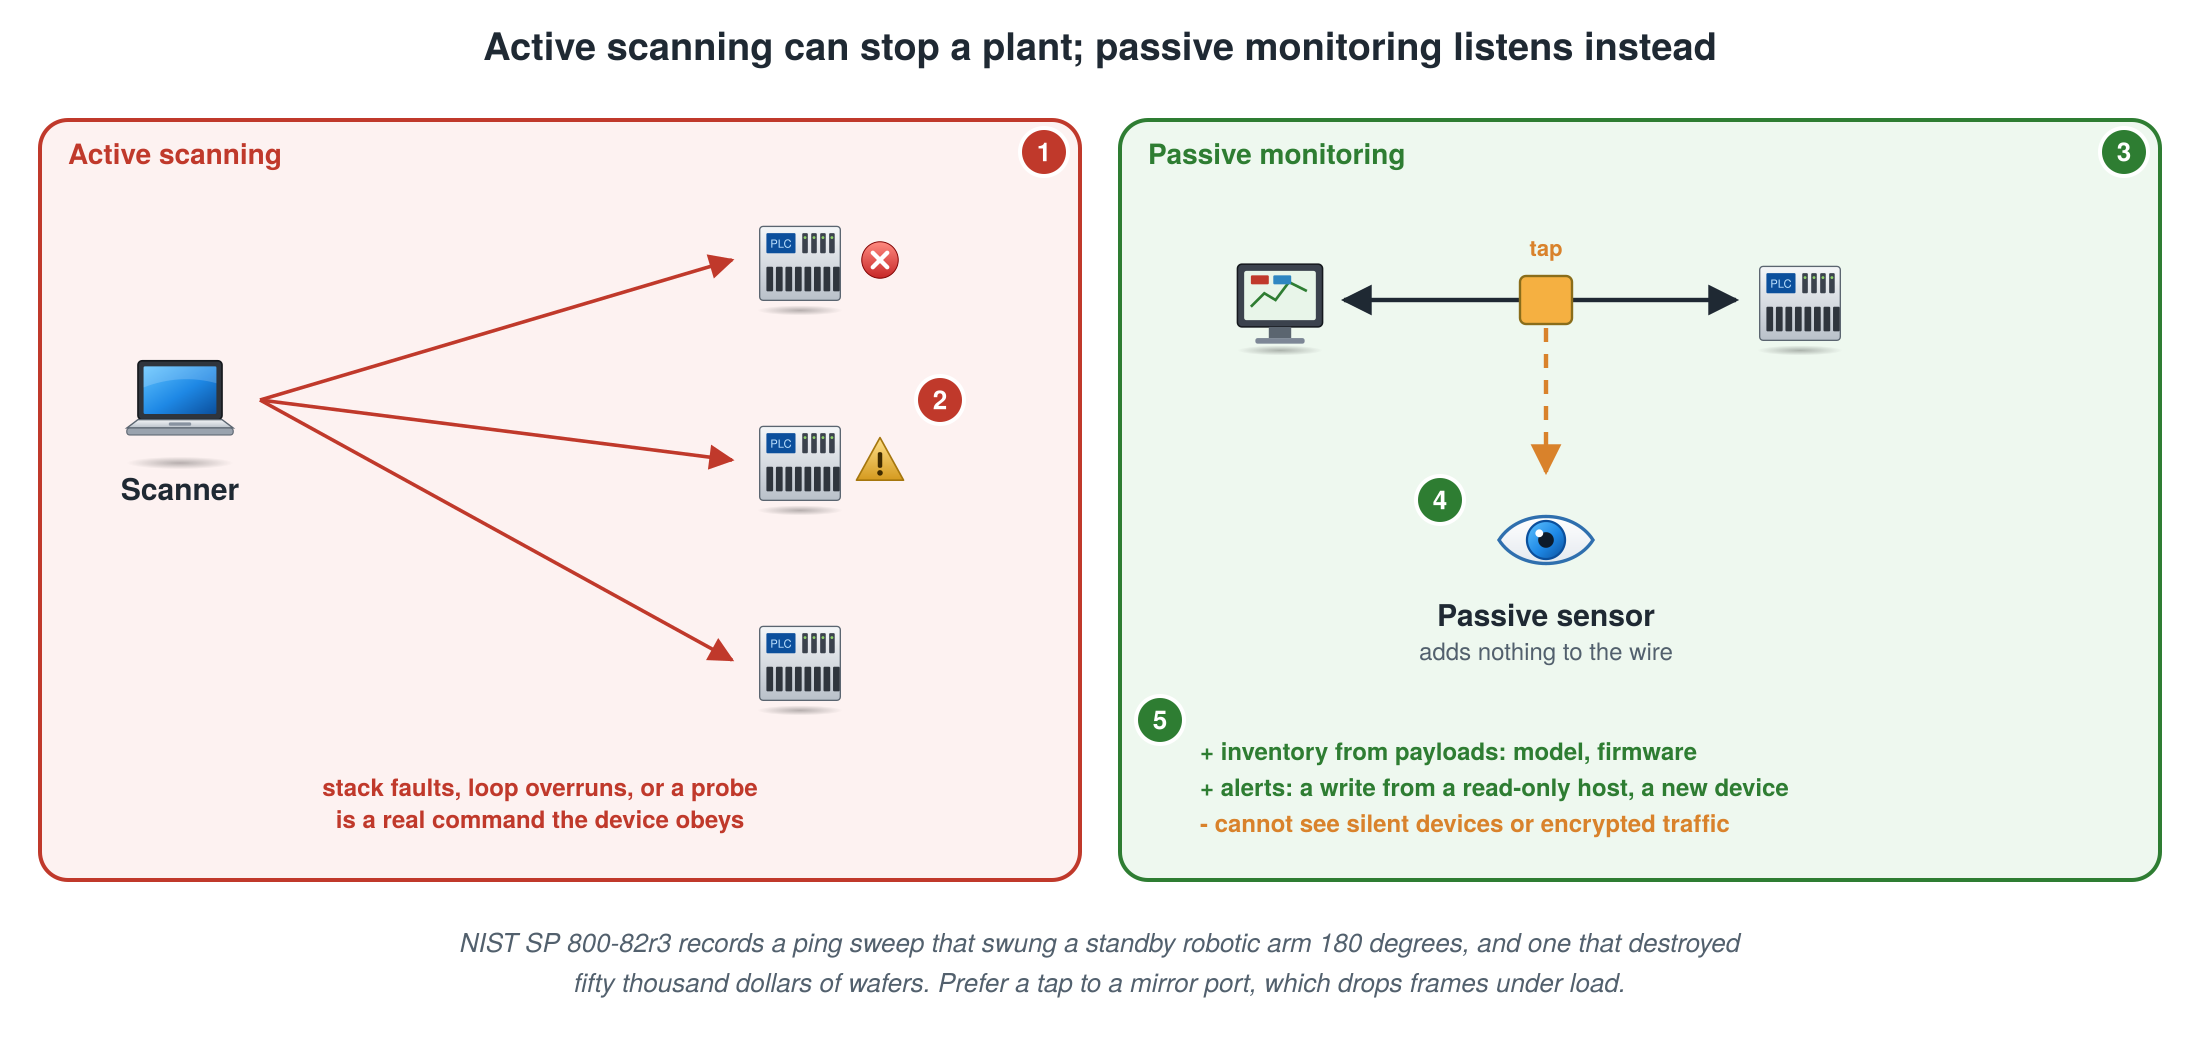 Active scanning can stop a plant; passive monitoring listens instead
Active scanning
1
PLC
PLC
2
PLC
Scanner
stack faults, loop overruns, or a probe
is a real command the device obeys
Passive monitoring
3
tap
PLC
4
Passive sensor
adds nothing to the wire
5
+ inventory from payloads: model, firmware
+ alerts: a write from a read-only host, a new device
- cannot see silent devices or encrypted traffic
NIST SP 800-82r3 records a ping sweep that swung a standby robotic arm 180 degrees, and one that destroyed
fifty thousand dollars of wafers. Prefer a tap to a mirror port, which drops frames under load.